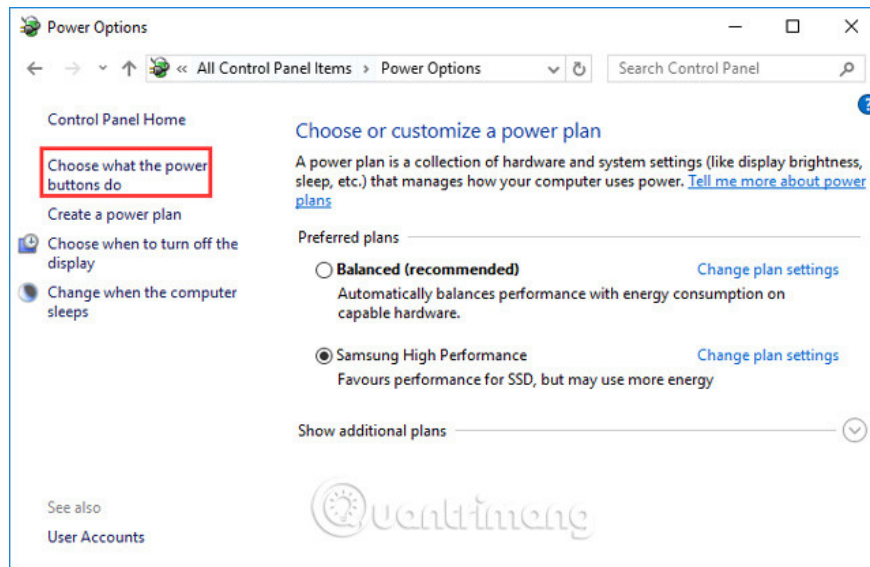 Power Options
« All Control Panel Items > Power Options
Search Control Panel
?
Control Panel Home
Choose what the power
buttons do
Create a power plan
Choose when to turn off the
display
Change when the computer
sleeps
See also
User Accounts
Choose or customize a power plan
A power plan is a collection of hardware and system settings (like display brightness,
sleep, etc.) that manages how your computer uses power. Tell me more about power
plans
Preferred plans
Balanced (recommended)
Change plan settings
Automatically balances performance with energy consumption on
capable hardware.
Samsung High Performance
Change plan settings
Favours performance for SSD, but may use more energy
Show additional plans
Quantrimang